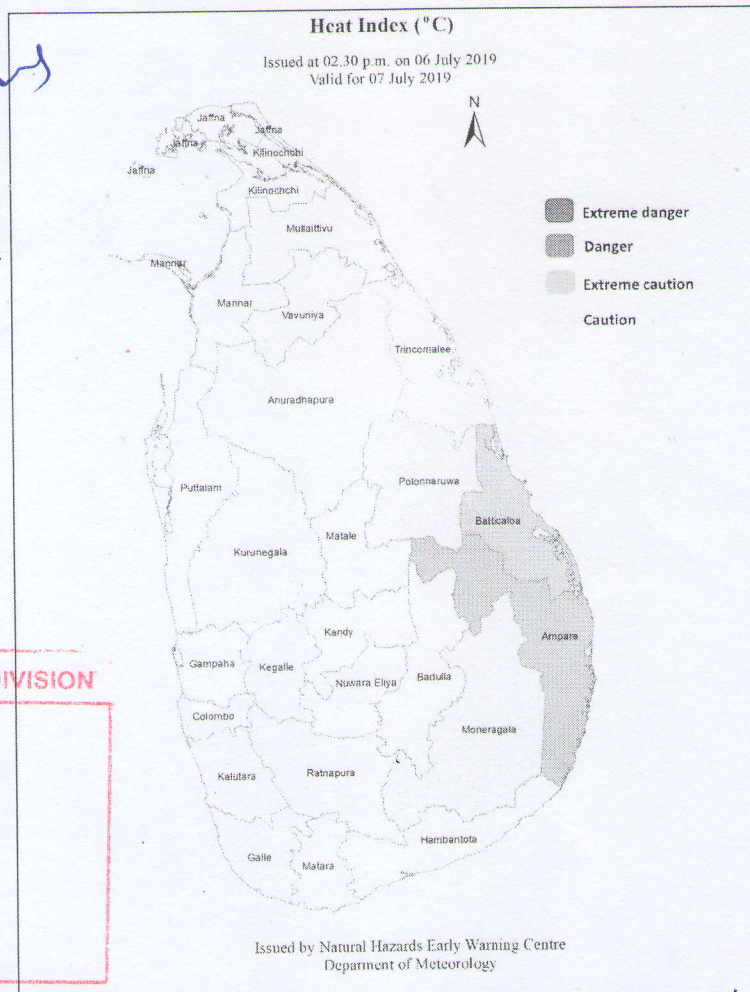 Heat Index (°C)
Issued at 02.30 p.m. on 06 July 2019
Valid for 07 July 2019
N
Jaffna
Jaffna
Jaffna
Kilinochchi
Jaffna
Kilinochchi
Extreme danger
Mullaittivu
Danger
Mannar
Extreme caution
Mannar
Vavuniya
Caution
Trincomalee
Anuradhapura
Polonnaruwa
Puttalam
Batticaloa
Matale
Kurunegala
Kandy
Ampara
Gampaha
Kegalle
DIVISION
Nuwara Eliya
Badulla
Colombo
Moneragala
Kalutara
Ratnapura
Hambantota
Galle
Matara
Issued by Natural Hazards Early Warning Centre
Deparment of Meteorology